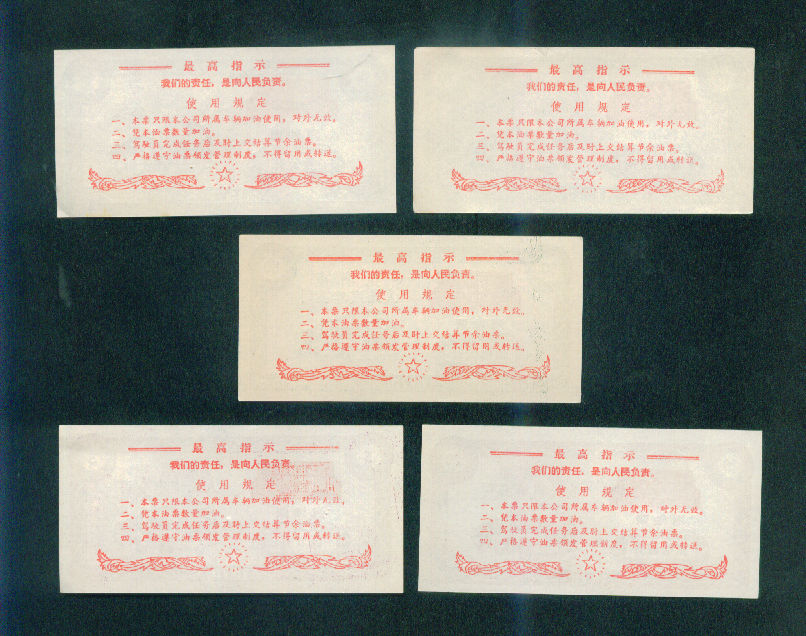 最高指示
我们的责任，是向人民负责。
使用规定
一、本票只限本公司所属车辆加油使用，对外无效。
二、凭本油票数量加油。
三、驾驶员完成任务后及时上交结算节余油票。
四、严格遵守油票领发管理制度，不得留用或转送。
最高指示
我们的责任，是向人民负责。
使用规定
一、本票只限本公司所属车辆加油使用，对外无效。
二、凭本油票数量加油。
三、驾驶员完成任务后及时上交结算节余油票。
四、严格遵守油票领发管理制度，不得留用或转送。
最高指示
我们的责任，是向人民负责。
使用规定
一、本票只限本公司所属车辆加油使用，对外无效。
二、凭本油票数量加油。
三、驾驶员完成任务后及时上交结算节余油票。
四、严格遵守油票领发管理制度，不得留用或转送。
最高指示
我们的责任，是向人民负责。
使用规定
一、本票只限本公司所属车辆加油使用，对外无效。
二、凭本油票数量加油。
三、驾驶员完成任务后及时上交结算节余油票。
四、严格遵守油票领发管理制度，不得留用或转送。
最高指示
我们的责任，是向人民负责。
使用规定
一、本票只限本公司所属车辆加油使用，对外无效。
二、凭本油票数量加油。
三、驾驶员完成任务后及时上交结算节余油票。
四、严格遵守油票领发管理制度，不得留用或转送。